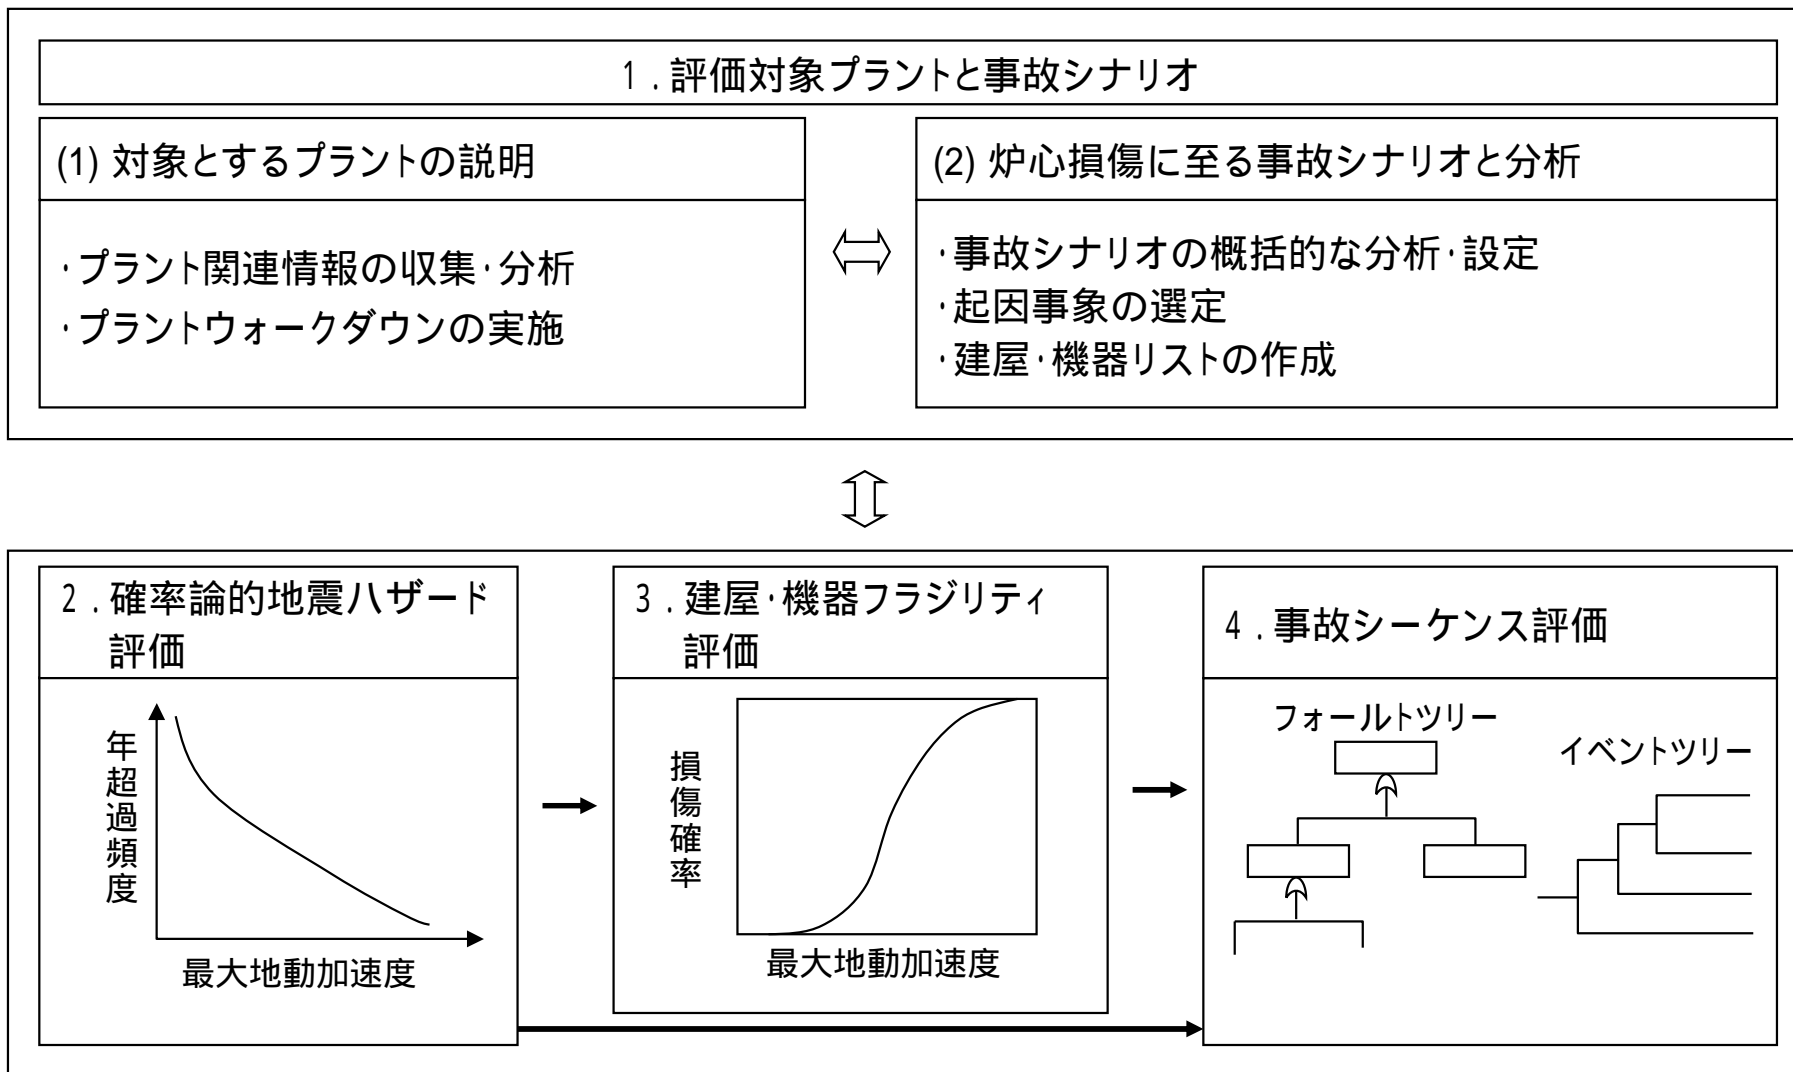 1．評価対象プラントと事故シナリオ
(1) 対象とするプラントの説明
・プラント関連情報の収集・分析
・プラントウォークダウンの実施
(2) 炉心損傷に至る事故シナリオと分析
・事故シナリオの概括的な分析・設定
・起因事象の選定
・建屋・機器リストの作成
2．確率論的地震ハザード
評価
年超過頻度
最大地動加速度
3．建屋・機器フラジリティ
評価
損傷確率
最大地動加速度
4．事故シーケンス評価
フォールトツリー
イベントツリー